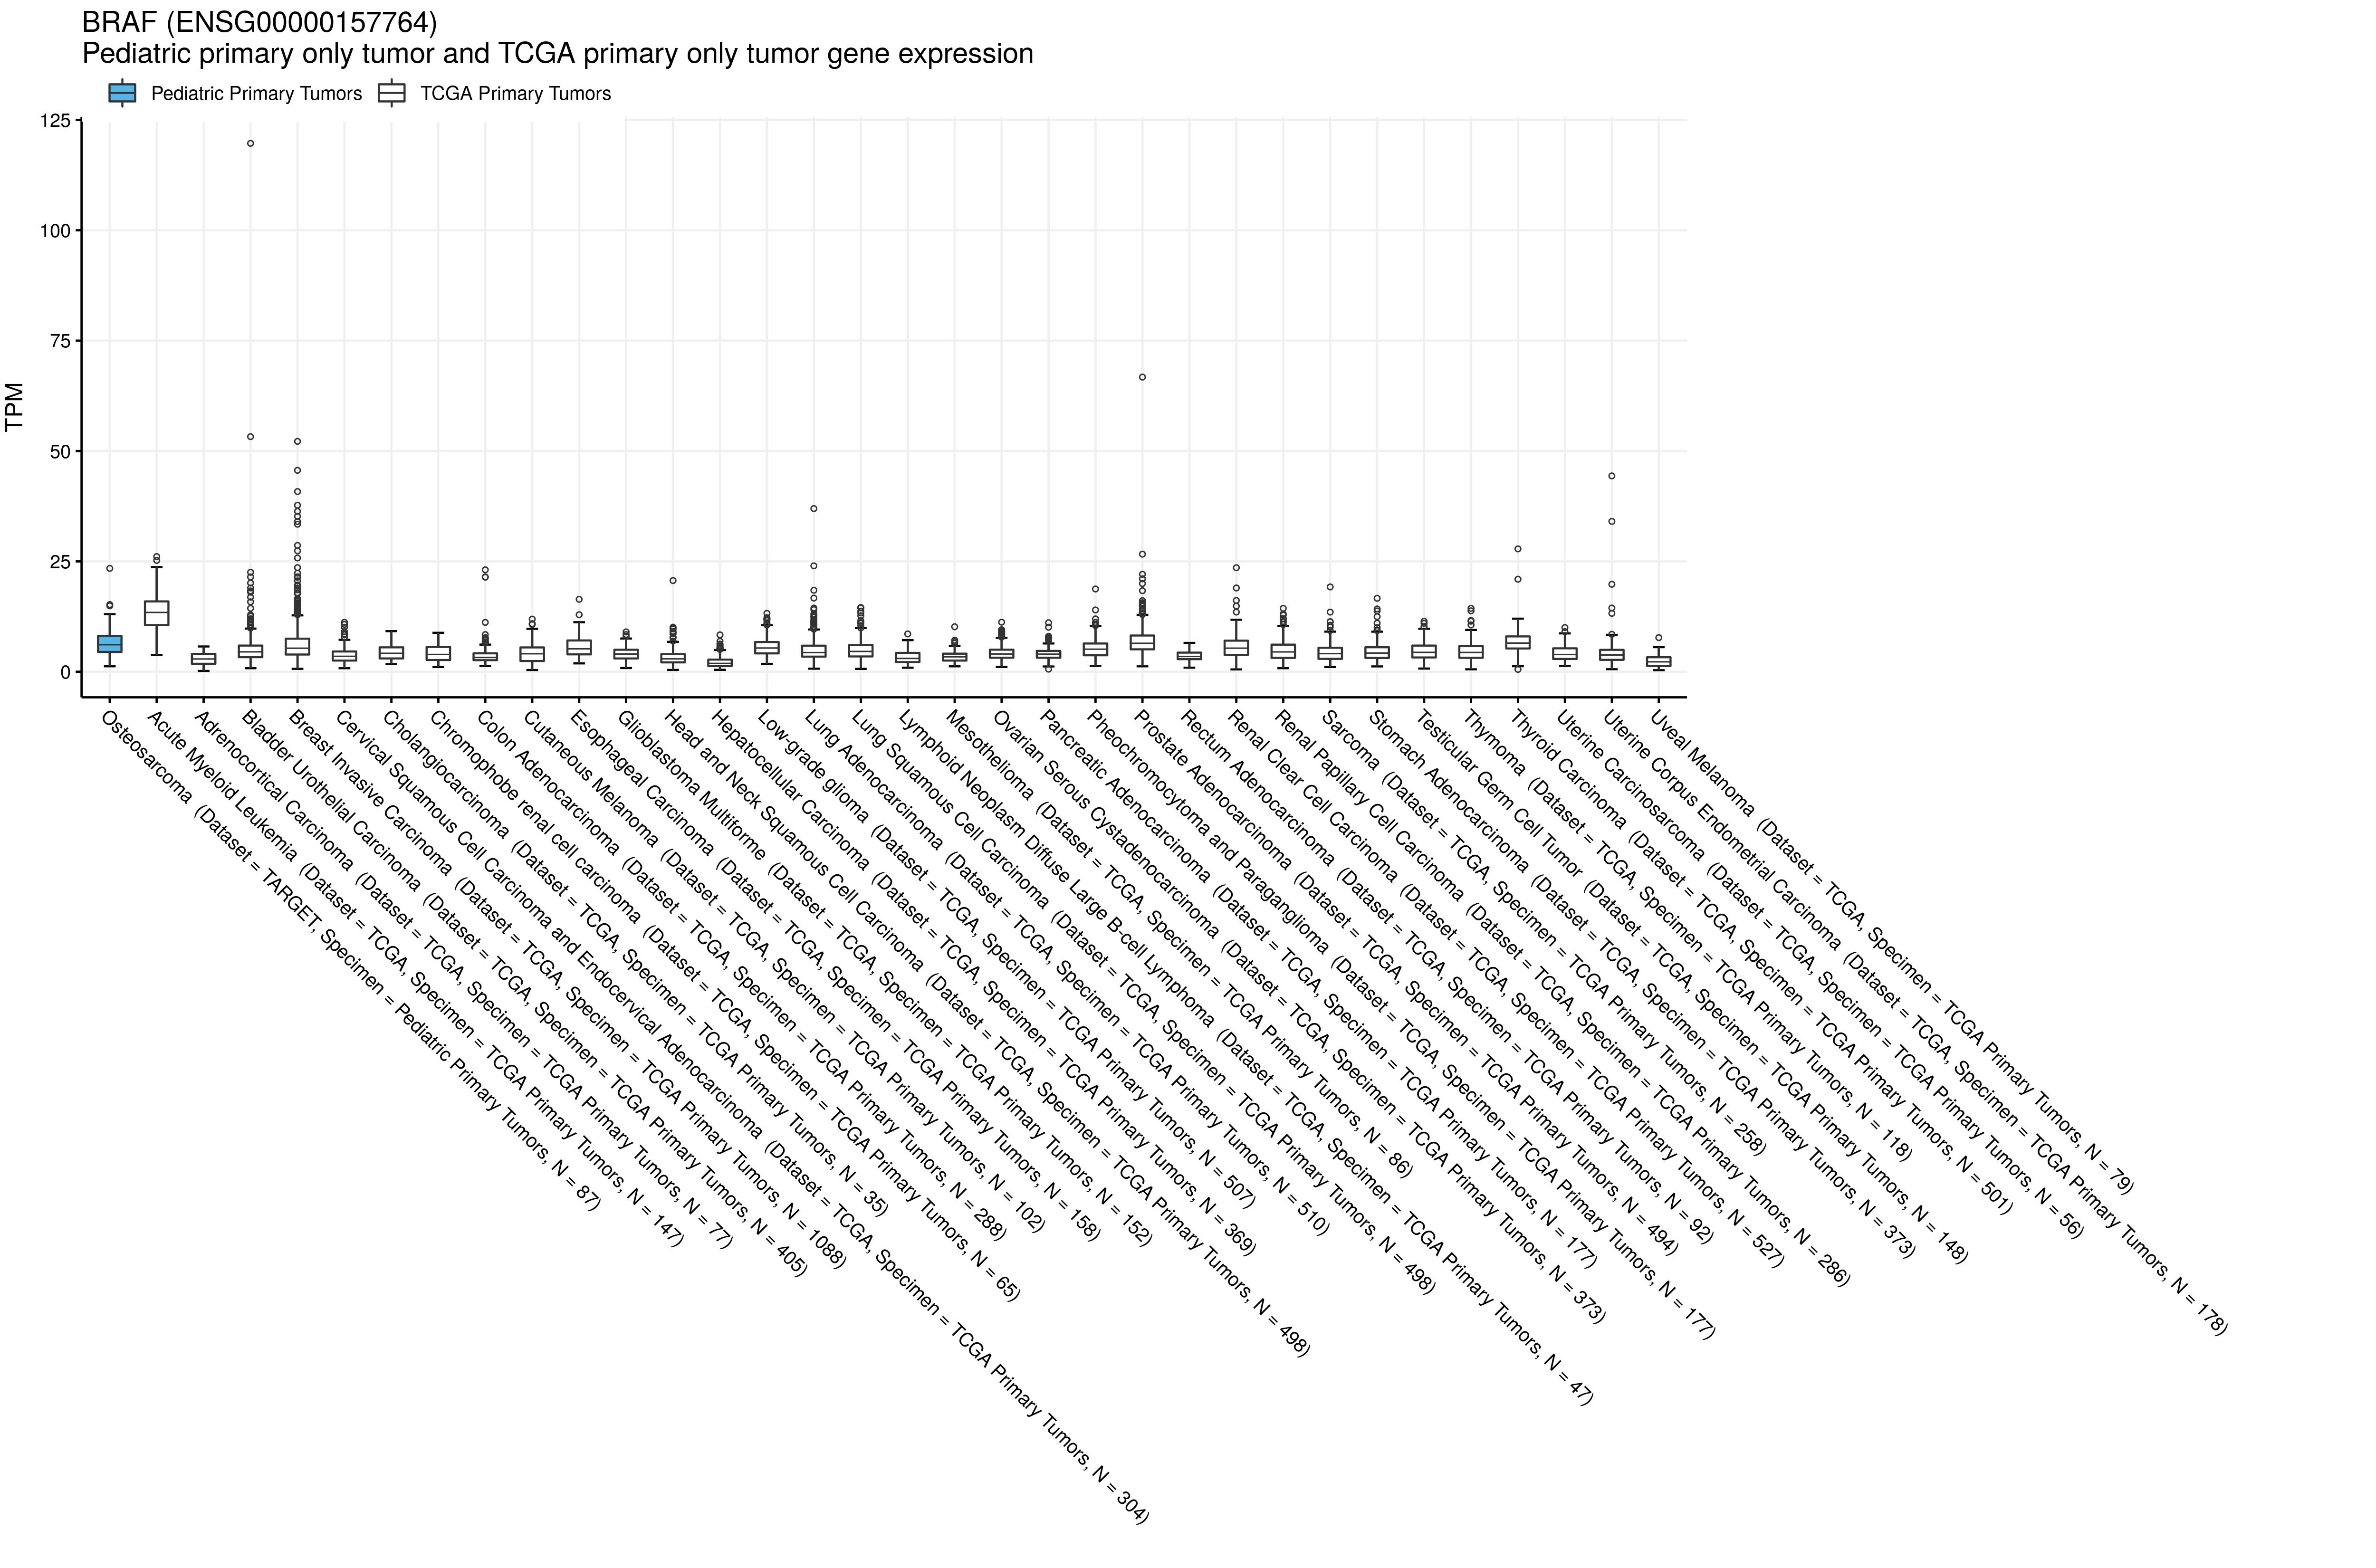 BRAF (ENSG00000157764)
Pediatric primary only tumor and TCGA primary only tumor gene expression
Pediatric Primary Tumors
TCGA Primary Tumors
125
100
75
50
25
0
TPM
Osteosarcoma (Dataset = TARGET, Specimen = Pediatric Primary Tumors, N = 87)
Acute Myeloid Leukemia (Dataset = TCGA, Specimen = TCGA Primary Tumors, N = 147)
Adrenocortical Carcinoma (Dataset = TCGA, Specimen = TCGA Primary Tumors, N = 77)
Bladder Urothelial Carcinoma (Dataset = TCGA, Specimen = TCGA Primary Tumors, N = 405)
Breast Invasive Carcinoma (Dataset = TCGA, Specimen = TCGA Primary Tumors, N = 1088)
Cervical Squamous Cell Carcinoma and Endocervical Adenocarcinoma (Dataset = TCGA, Specimen = TCGA Primary Tumors, N = 304)
Cholangiocarcinoma (Dataset = TCGA, Specimen = TCGA Primary Tumors, N = 35)
Chromophobe renal cell carcinoma (Dataset = TCGA, Specimen = TCGA Primary Tumors, N = 65)
Colon Adenocarcinoma (Dataset = TCGA, Specimen = TCGA Primary Tumors, N = 288)
Cutaneous Melanoma (Dataset = TCGA, Specimen = TCGA Primary Tumors, N = 102)
Esophageal Carcinoma (Dataset = TCGA, Specimen = TCGA Primary Tumors, N = 158)
Glioblastoma Multiforme (Dataset = TCGA, Specimen = TCGA Primary Tumors, N = 152)
Head and Neck Squamous Cell Carcinoma (Dataset = TCGA, Specimen = TCGA Primary Tumors, N = 498)
Hepatocellular Carcinoma (Dataset = TCGA, Specimen = TCGA Primary Tumors, N = 369)
Low-grade glioma (Dataset = TCGA, Specimen = TCGA Primary Tumors, N = 507)
Lung Adenocarcinoma (Dataset = TCGA, Specimen = TCGA Primary Tumors, N = 510)
Lung Squamous Cell Carcinoma (Dataset = TCGA, Specimen = TCGA Primary Tumors, N = 498)
Lymphoid Neoplasm Diffuse Large B-cell Lymphoma (Dataset = TCGA, Specimen = TCGA Primary Tumors, N = 47)
Mesothelioma (Dataset = TCGA, Specimen = TCGA Primary Tumors, N = 86)
Ovarian Serous Cystadenocarcinoma (Dataset = TCGA, Specimen = TCGA Primary Tumors, N = 373)
Pancreatic Adenocarcinoma (Dataset = TCGA, Specimen = TCGA Primary Tumors, N = 177)
Pheochromocytoma and Paraganglioma (Dataset = TCGA, Specimen = TCGA Primary Tumors, N = 177)
Prostate Adenocarcinoma (Dataset = TCGA, Specimen = TCGA Primary Tumors, N = 494)
Rectum Adenocarcinoma (Dataset = TCGA, Specimen = TCGA Primary Tumors, N = 92)
Renal Clear Cell Carcinoma (Dataset = TCGA, Specimen = TCGA Primary Tumors, N = 527)
Renal Papillary Cell Carcinoma (Dataset = TCGA, Specimen = TCGA Primary Tumors, N = 286)
Sarcoma (Dataset = TCGA, Specimen = TCGA Primary Tumors, N = 258)
Stomach Adenocarcinoma (Dataset = TCGA, Specimen = TCGA Primary Tumors, N = 373)
Testicular Germ Cell Tumor (Dataset = TCGA, Specimen = TCGA Primary Tumors, N = 148)
Thymoma (Dataset = TCGA, Specimen = TCGA Primary Tumors, N = 118)
Thyroid Carcinoma (Dataset = TCGA, Specimen = TCGA Primary Tumors, N = 501)
Uterine Carcinosarcoma (Dataset = TCGA, Specimen = TCGA Primary Tumors, N = 56)
Uterine Corpus Endometrial Carcinoma (Dataset = TCGA, Specimen = TCGA Primary Tumors, N = 178)
Uveal Melanoma (Dataset = TCGA, Specimen = TCGA Primary Tumors, N = 79)